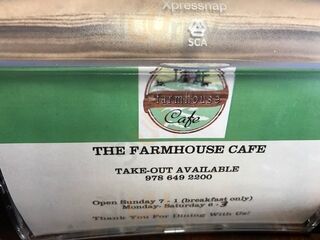 Xpressnap
SCA
Farmhouse
Cafe
THE FARMHOUSE CAFE
TAKE-OUT AVAILABLE
978 649 2200
Open Sunday 7 - 1 (breakfast only)
Monday- Saturday 6 - 3
Thank You For Dining With Us!